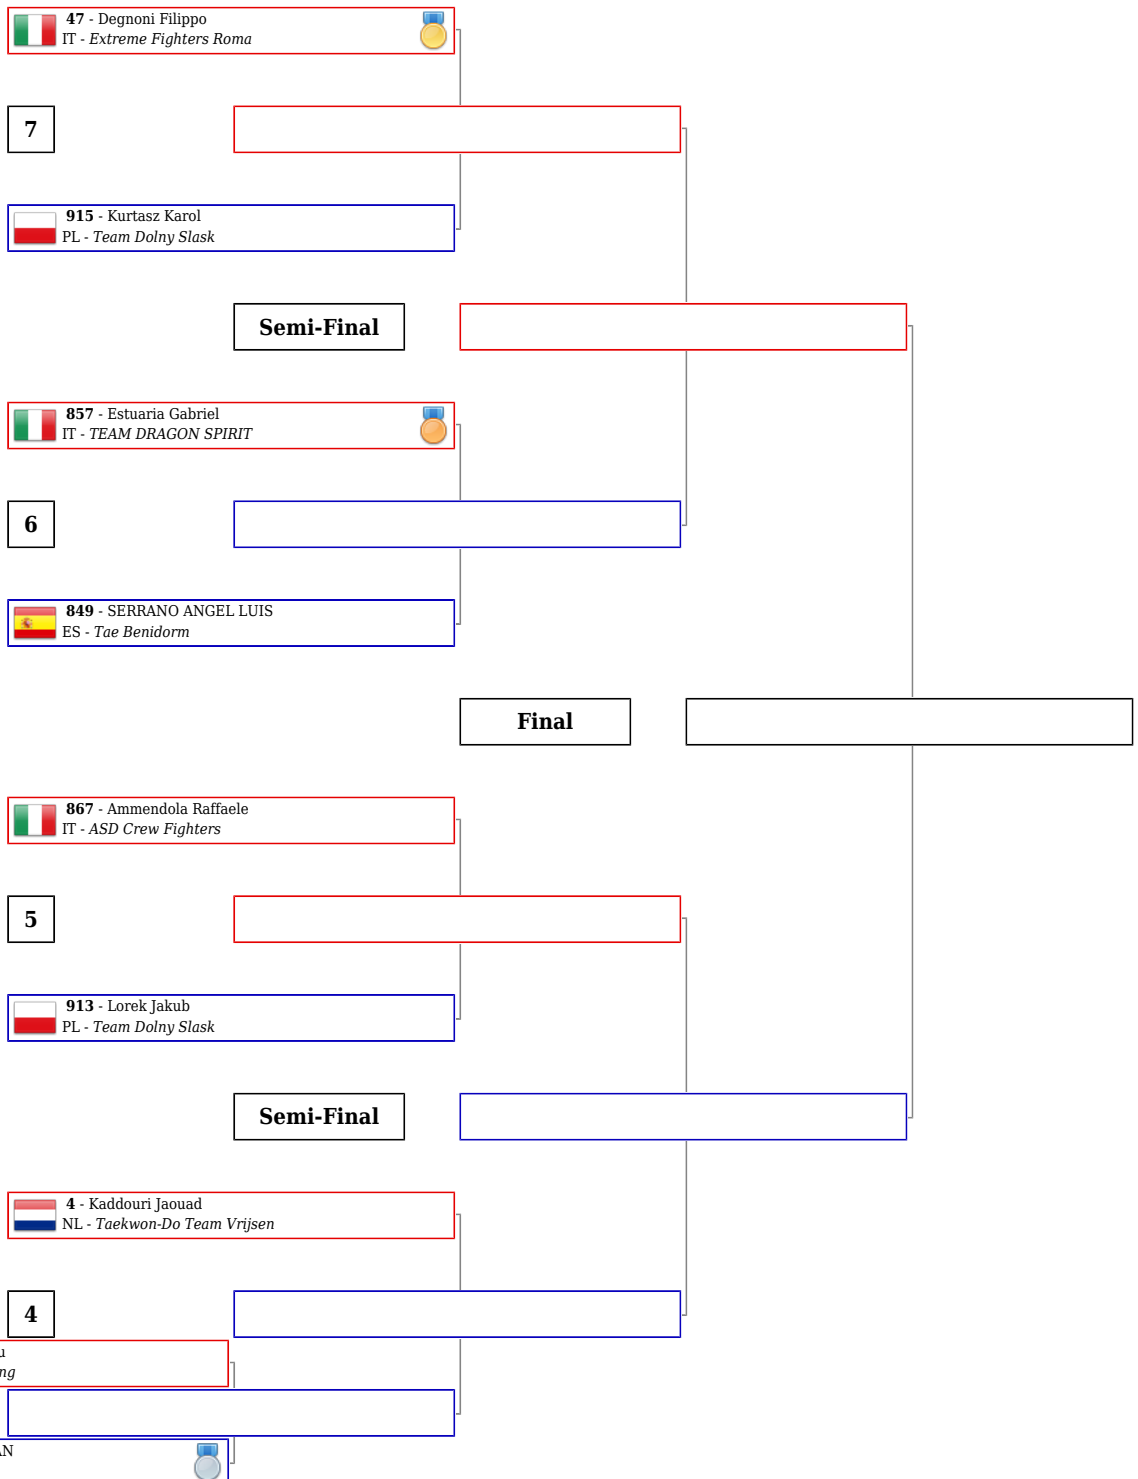 47 - Degnoni Filippo
IT - Extreme Fighters Roma
7
915 - Kurtasz Karol
PL - Team Dolny Slask
Semi-Final
857 - Estuaria Gabriel
IT - TEAM DRAGON SPIRIT
6
849 - SERRANO ANGEL LUIS
ES - Tae Benidorm
Final
867 - Ammendola Raffaele
IT - ASD Crew Fighters
5
913 - Lorek Jakub
PL - Team Dolny Slask
Semi-Final
4 - Kaddouri Jaouad
NL - Taekwon-Do Team Vrijsen
4